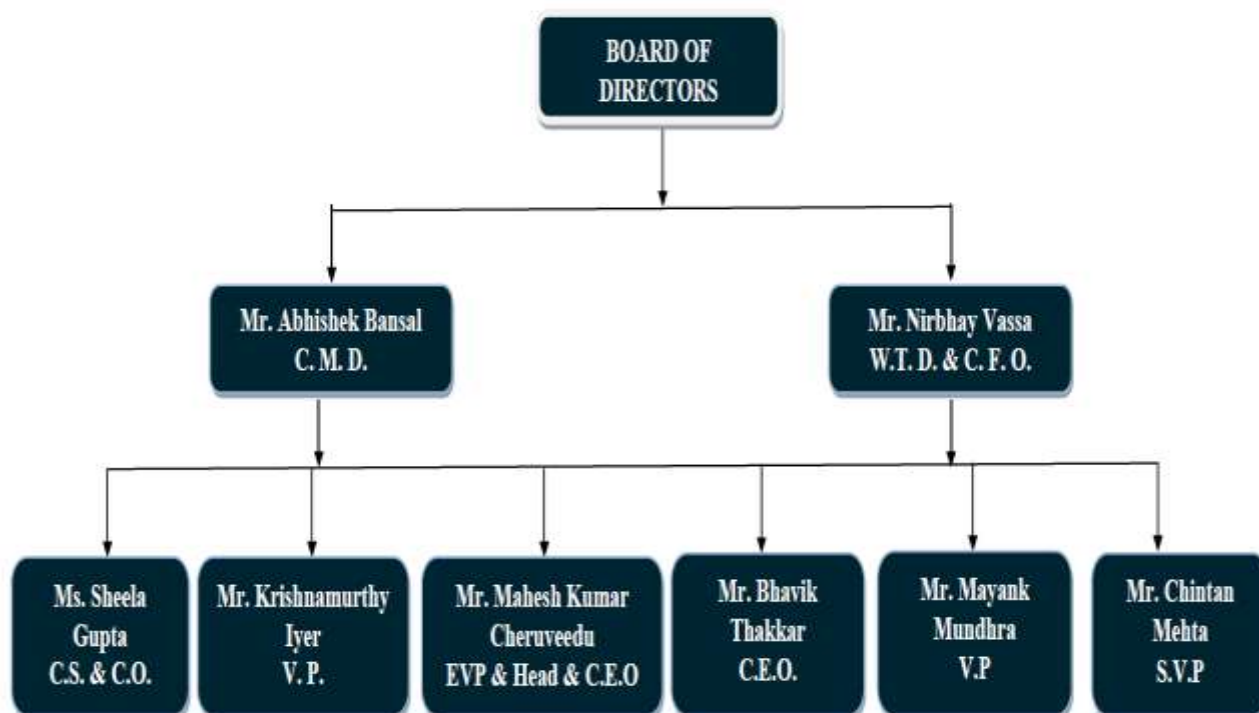 BOARD OF
DIRECTORS
Mr. Abhishek Bansal
C. M. D.
Mr. Nirbhay Vassa
W.T. D. & C. F. O.
Ms. Sheela
Gupta
C.S. & C.O.
Mr. Krishnamurthy
Iyer
V. P.
Mr. Mahesh Kumar
Cheruveedu
EVP & Head & C.E.O
Mr. Bhavik
Thakkar
C.E.O.
Mr. Mayank
Mundhra
V.P
Mr. Chintan
Mehta
S.V.P